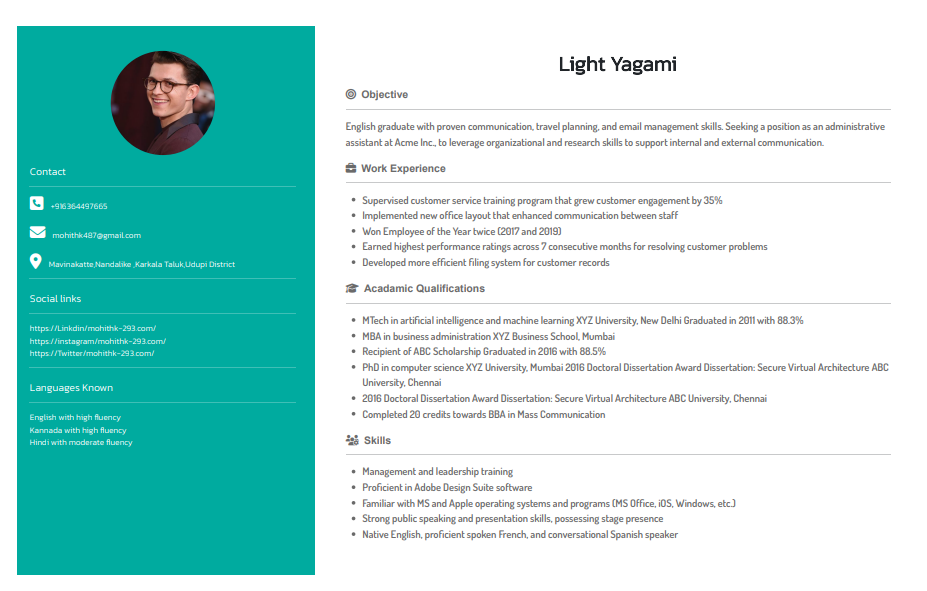 Light Yagami
Contact
+916364497665
mohithk487@gmail.com
Mavinakatte,Nandalike ,Karkala Taluk,Udupi District
Social links
https://Linkdin/mohithk-293.com/
https://instagram/mohithk-293.com/
https://Twitter/mohithk-293.com/
Languages Known
English with high fluency
Kannada with high fluency
Hindi with moderate fluency
Objective
English graduate with proven communication, travel planning, and email management skills. Seeking a position as an administrative
assistant at Acme Inc., to leverage organizational and research skills to support internal and external communication.
Work Experience
• Supervised customer service training program that grew customer engagement by 35%
• Implemented new office layout that enhanced communication between staff
• Won Employee of the Year twice (2017 and 2019)
• Earned highest performance ratings across 7 consecutive months for resolving customer problems
• Developed more efficient filing system for customer records
Acadamic Qualifications
• MTech in artificial intelligence and machine learning XYZ University, New Delhi Graduated in 2011 with 88.3%
• MBA in business administration XYZ Business School, Mumbai
• Recipient of ABC Scholarship Graduated in 2016 with 88.5%
• PhD in computer science XYZ University, Mumbai 2016 Doctoral Dissertation Award Dissertation: Secure Virtual Architecture ABC
University, Chennai
• 2016 Doctoral Dissertation Award Dissertation: Secure Virtual Architecture ABC University, Chennai
• Completed 20 credits towards BBA in Mass Communication
Skills
• Management and leadership training
• Proficient in Adobe Design Suite software
• Familiar with MS and Apple operating systems and programs (MS Office, iOS, Windows, etc.)
• Strong public speaking and presentation skills, possessing stage presence
• Native English, proficient spoken French, and conversational Spanish speaker